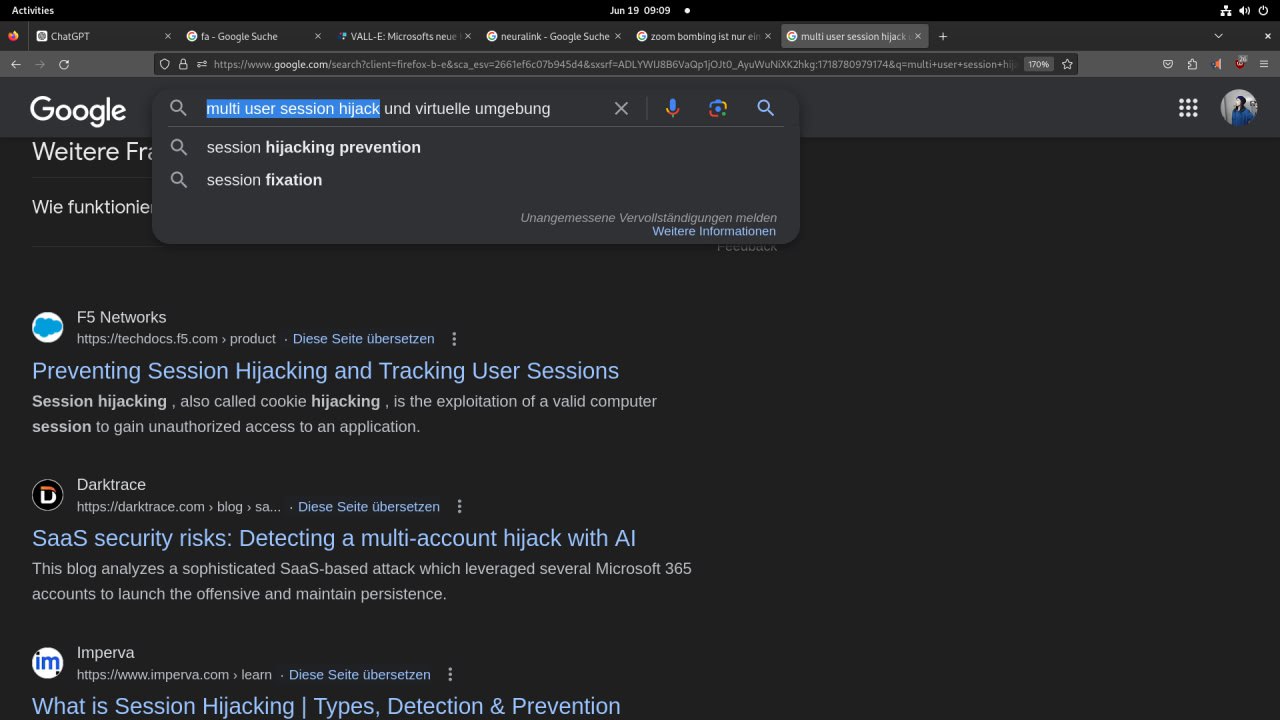 Activities
Jun 19 09:09
ChatGPT
fa - Google Suche
VALL-E: Microsofts neue
neuralink - Google Suche
zoom bombing ist nur ein
multi user session hijack
https://www.google.com/search?client=firefox-b-e&sca_esv=2661ef6c07b945d4&sxsrf=ADLYWIJ8B6VaQp1jOJt0_AyuWuNiXK2hkg:1718780979174&q=multi+user+session+hij
170%
24
Google
multi user session hijack und virtuelle umgebung
session hijacking prevention
session fixation
Unangemessene Vervollständigungen melden
Weitere Informationen
Weitere Fra
Wie funktionier
Feedback
F5 Networks
https://techdocs.f5.com › product · Diese Seite übersetzen
Preventing Session Hijacking and Tracking User Sessions
Session hijacking , also called cookie hijacking , is the exploitation of a valid computer
session to gain unauthorized access to an application.
Darktrace
https://darktrace.com › blog › sa... · Diese Seite übersetzen
SaaS security risks: Detecting a multi-account hijack with AI
This blog analyzes a sophisticated SaaS-based attack which leveraged several Microsoft 365
accounts to launch the offensive and maintain persistence.
im
Imperva
https://www.imperva.com › learn · Diese Seite übersetzen
What is Session Hijacking | Types, Detection & Prevention